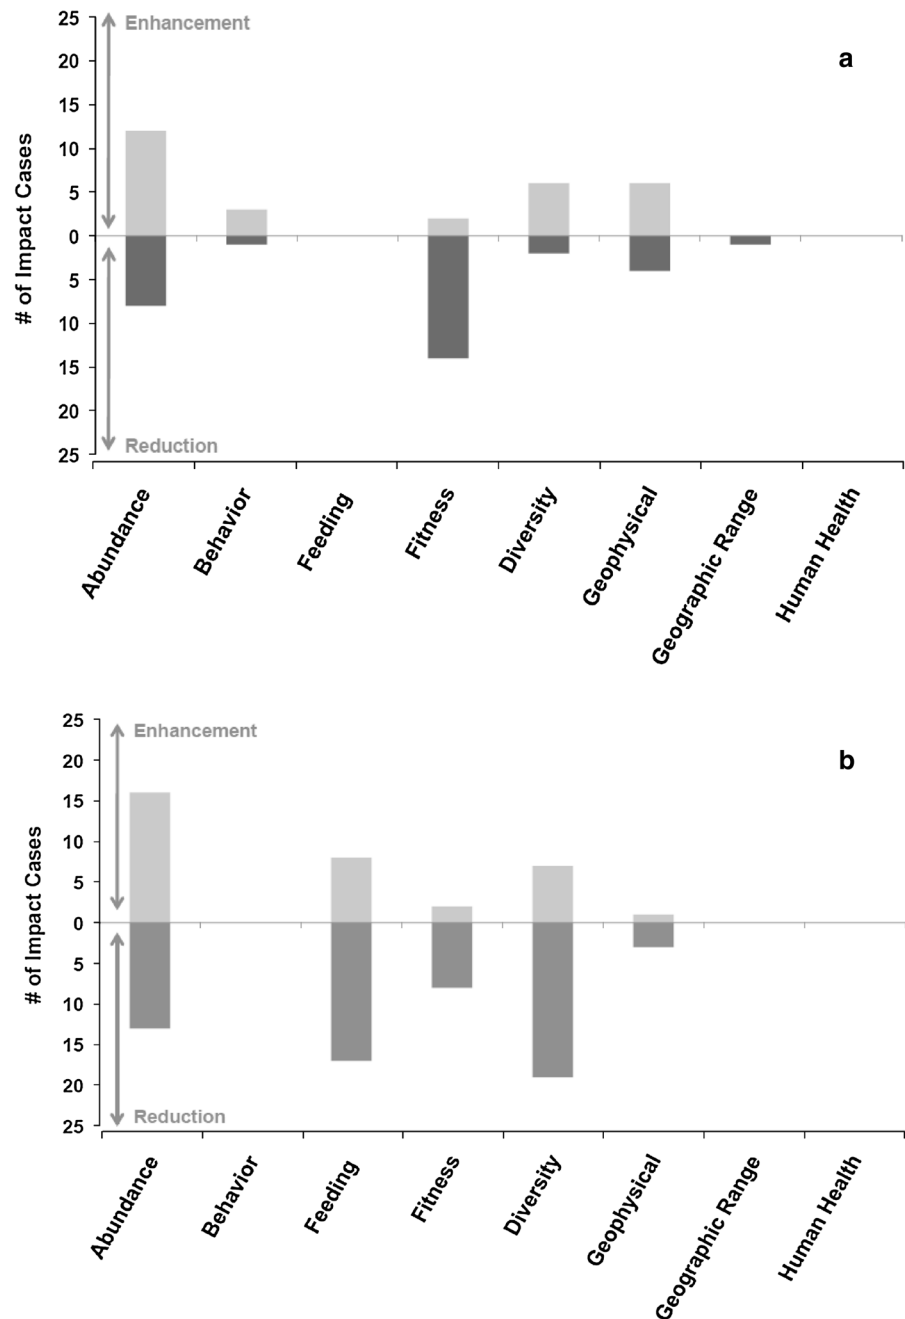 25
Enhancement
a
20
15
10
5
0
5
10
15
20
Reduction
25
# of Impact Cases
Abundance
Behavior
Feeding
Fitness
Diversity
Geophysical
Geographic Range
Human Health
25
Enhancement
b
20
15
10
5
0
5
10
15
20
Reduction
25
# of Impact Cases
Abundance
Behavior
Feeding
Fitness
Diversity
Geophysical
Geographic Range
Human Health